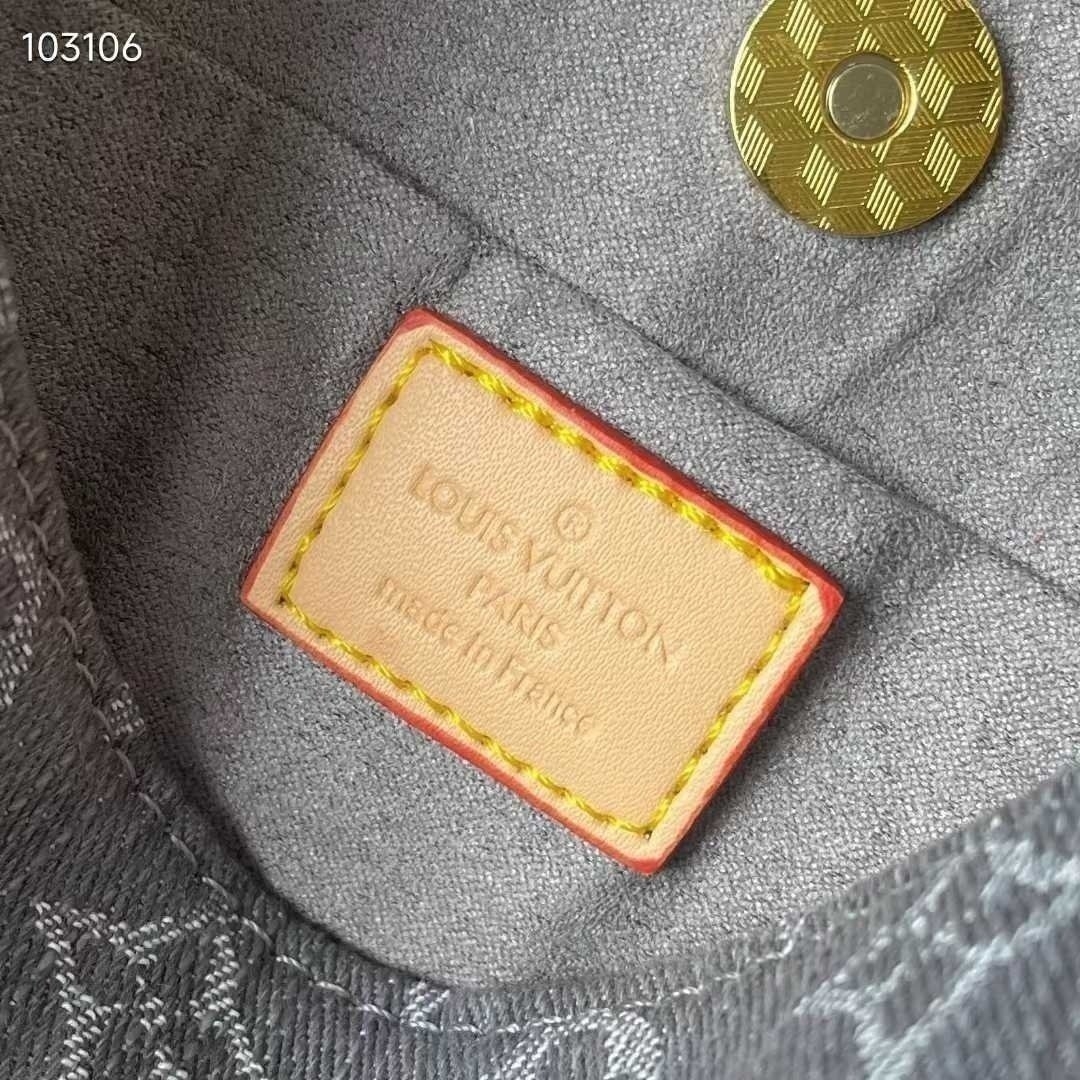 103106
®
LOUIS VUITTON
PARIS
made in France